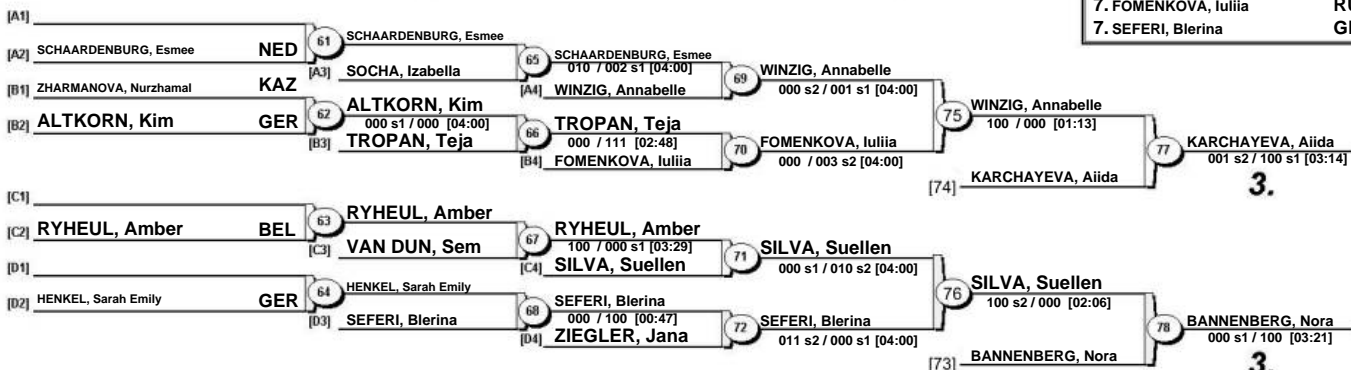 7. FOMENKOVA, Iuliia
7. SEFERI, Blerina
[A1]
[A2] SCHAARDENBURG, Esmee NED
61 SCHAARDENBURG, Esmee
[A3] SOCHA, Izabella
65 SCHAARDENBURG, Esmee
010 / 002 s1 [04:00]
[A4] WINZIG, Annabelle
69 WINZIG, Annabelle
000 s2 / 001 s1 [04:00]
[B1] ZHARMANOVA, Nurzhamal KAZ
[B2] ALTKORN, Kim GER
62 ALTKORN, Kim
000 s1 / 000 [04:00]
[B3] TROPAN, Teja
66 TROPAN, Teja
000 / 111 [02:48]
[B4] FOMENKOVA, Iuliia
70 FOMENKOVA, Iuliia
000 / 003 s2 [04:00]
75 WINZIG, Annabelle
100 / 000 [01:13]
[74] KARCHAYEVA, Aiida
77 KARCHAYEVA, Aiida
001 s2 / 100 s1 [03:14]
3.
[C1]
[C2] RYHEUL, Amber BEL
63 RYHEUL, Amber
[C3] VAN DUN, Sem
67 RYHEUL, Amber
100 / 000 s1 [03:29]
[C4] SILVA, Suellen
71 SILVA, Suellen
000 s1 / 010 s2 [04:00]
[D1]
[D2] HENKEL, Sarah Emily GER
64 HENKEL, Sarah Emily
[D3] SEFERI, Blerina
68 SEFERI, Blerina
000 / 100 [00:47]
[D4] ZIEGLER, Jana
72 SEFERI, Blerina
011 s2 / 000 s1 [04:00]
76 SILVA, Suellen
100 s2 / 000 [02:06]
[73] BANNENBERG, Nora
78 BANNENBERG, Nora
000 s1 / 100 [03:21]
3.